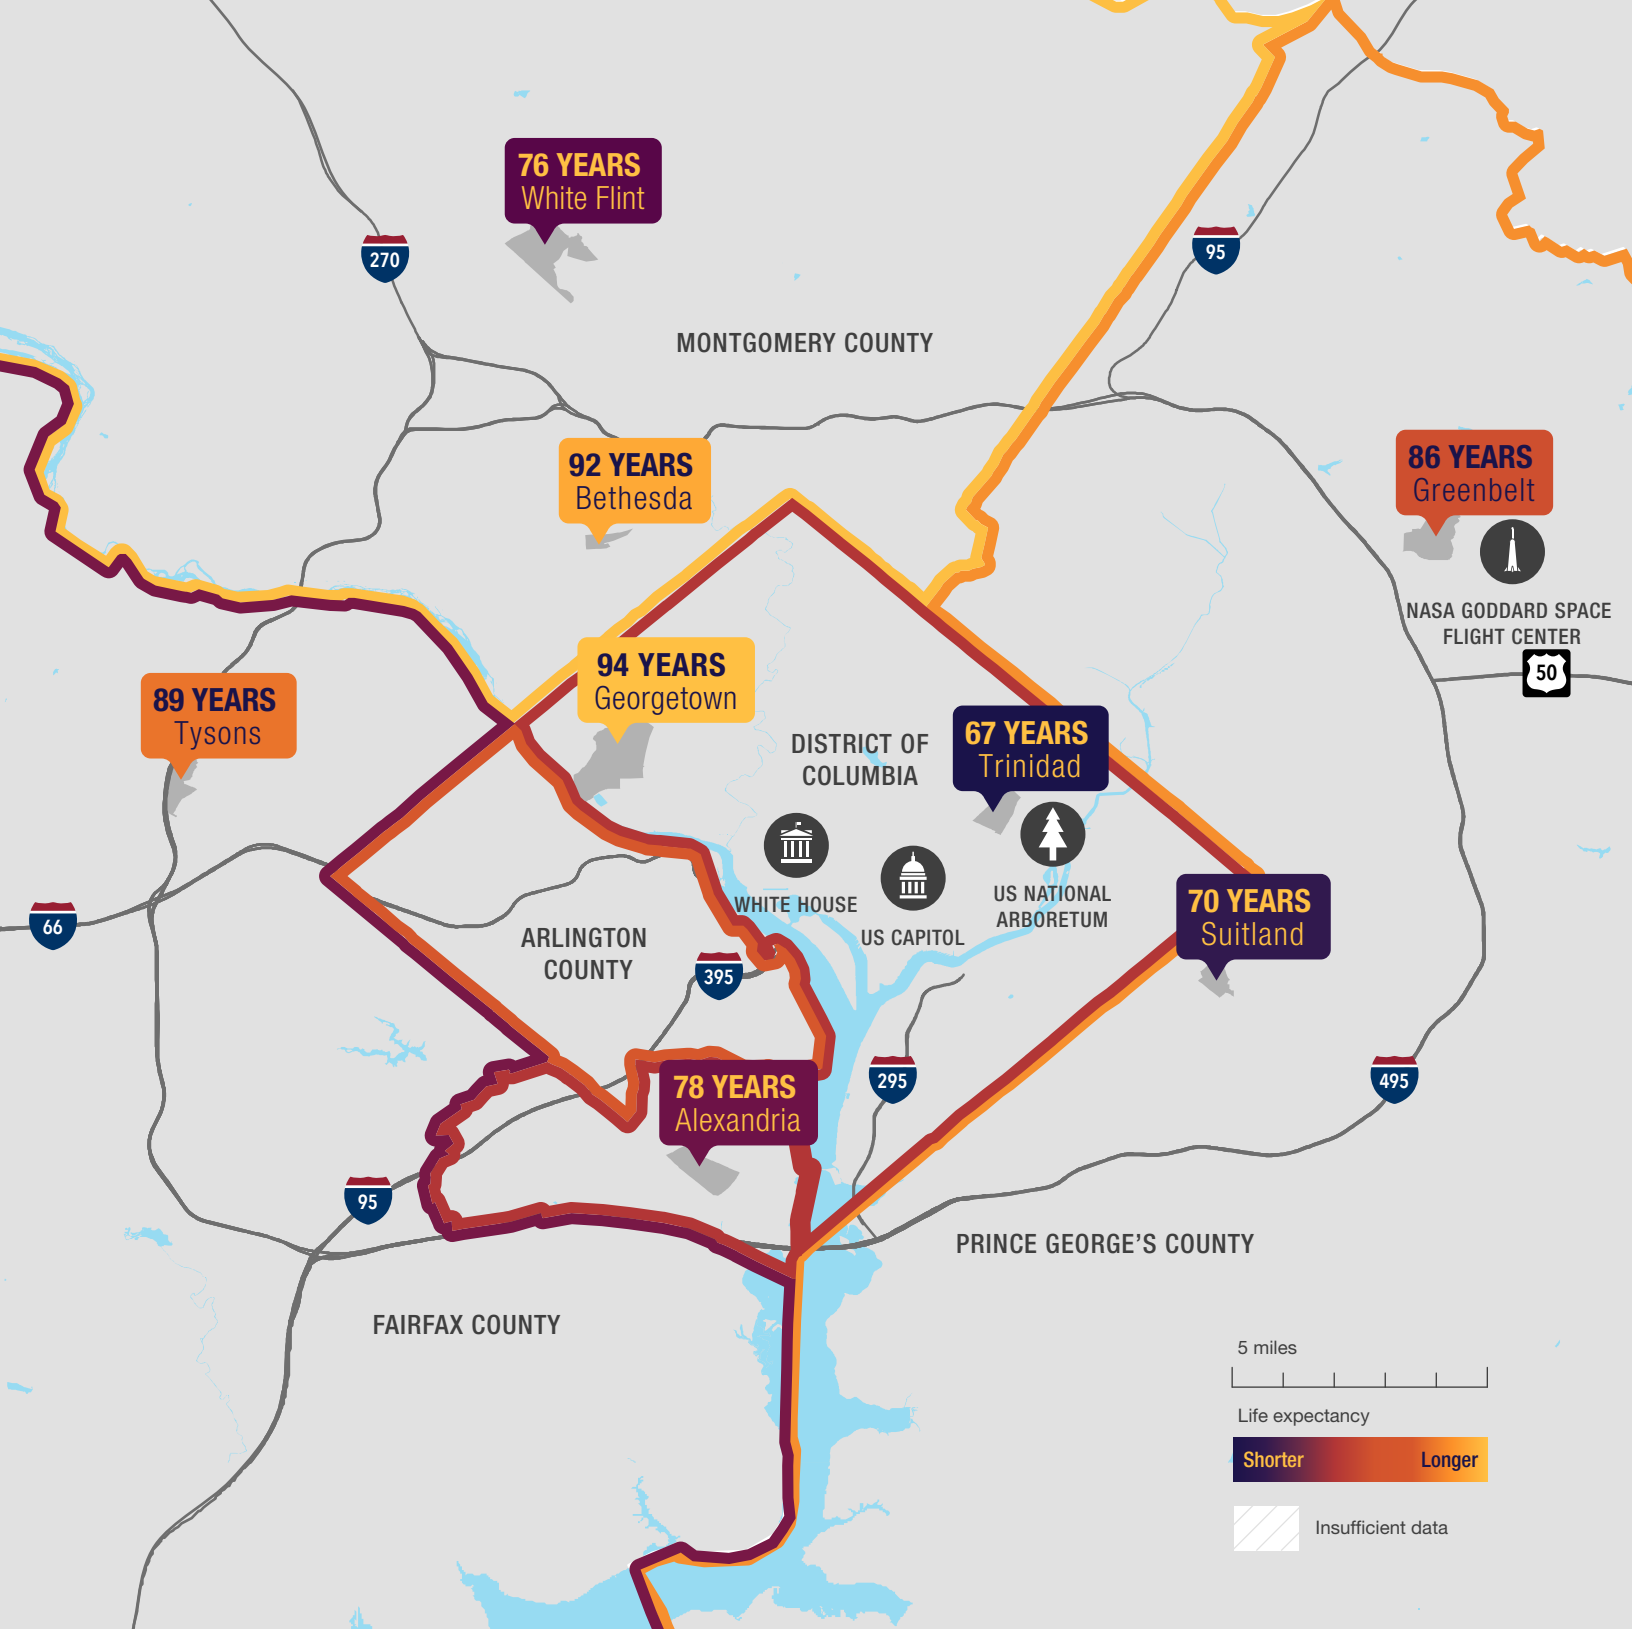 76 YEARS
White Flint
270
95
MONTGOMERY COUNTY
92 YEARS
Bethesda
86 YEARS
Greenbelt
NASA GODDARD SPACE
FLIGHT CENTER
50
94 YEARS
Georgetown
89 YEARS
Tysons
DISTRICT OF
COLUMBIA
67 YEARS
Trinidad
WHITE HOUSE
US CAPITOL
US NATIONAL
ARBORETUM
70 YEARS
Suitland
66
ARLINGTON
COUNTY
395
78 YEARS
Alexandria
295
495
95
PRINCE GEORGE'S COUNTY
FAIRFAX COUNTY
5 miles
Life expectancy
Shorter
Longer
Insufficient data